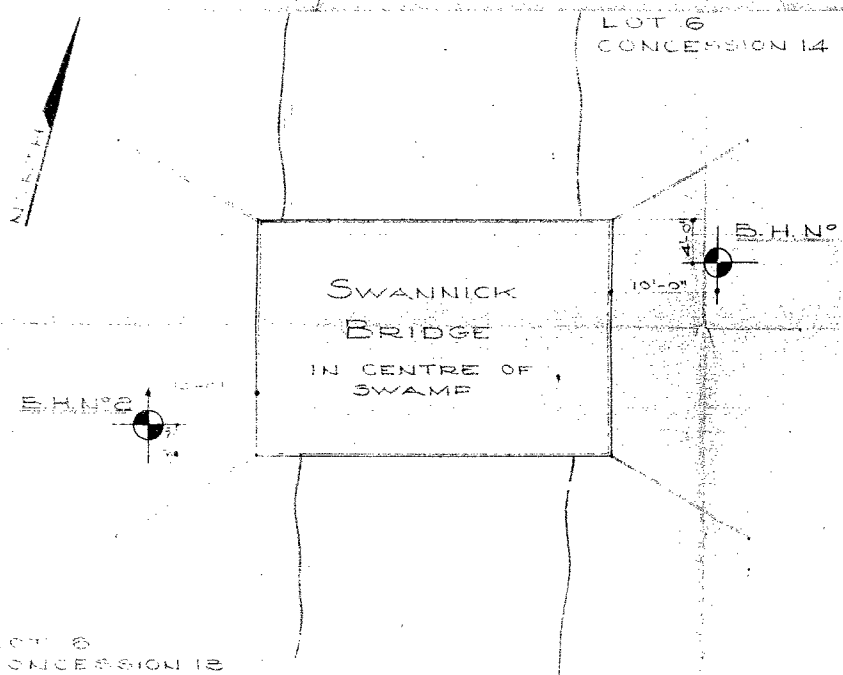 LOT 6
CONCESSION 14
NORTH
B.H. Nº
4'-0"
10'-0"
SWANNICK
BRIDGE
IN CENTRE OF
SWAMP
B.H. Nº 2
CONCESSION